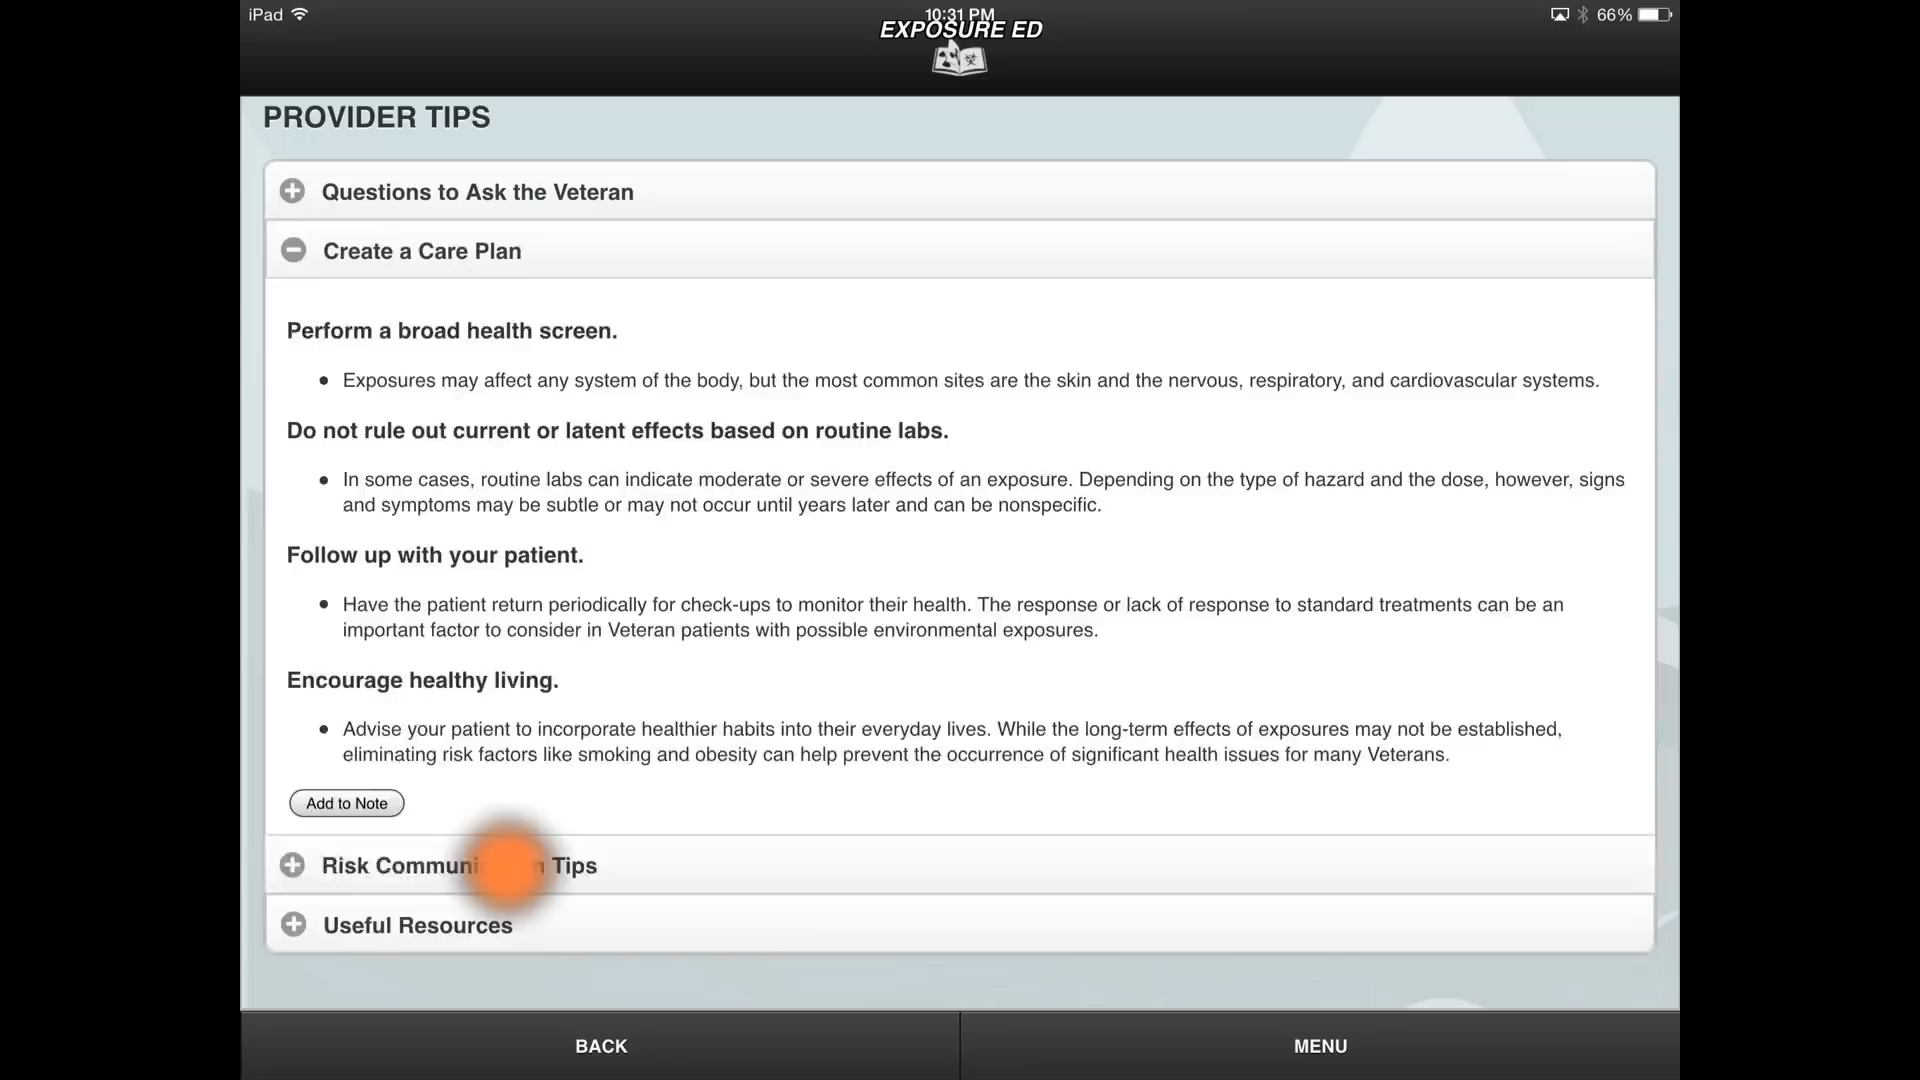 iPad
10:31 PM
66%
EXPOSURE ED
PROVIDER TIPS
Questions to Ask the Veteran
Create a Care Plan
Perform a broad health screen.
Exposures may affect any system of the body, but the most common sites are the skin and the nervous, respiratory, and cardiovascular systems.
Do not rule out current or latent effects based on routine labs.
In some cases, routine labs can indicate moderate or severe effects of an exposure. Depending on the type of hazard and the dose, however, signs
and symptoms may be subtle or may not occur until years later and can be nonspecific.
Follow up with your patient.
Have the patient return periodically for check-ups to monitor their health. The response or lack of response to standard treatments can be an
important factor to consider in Veteran patients with possible environmental exposures.
Encourage healthy living.
Advise your patient to incorporate healthier habits into their everyday lives. While the long-term effects of exposures may not be established,
eliminating risk factors like smoking and obesity can help prevent the occurrence of significant health issues for many Veterans.
Add to Note
Risk Tips
Useful Resources
BACK
MENU